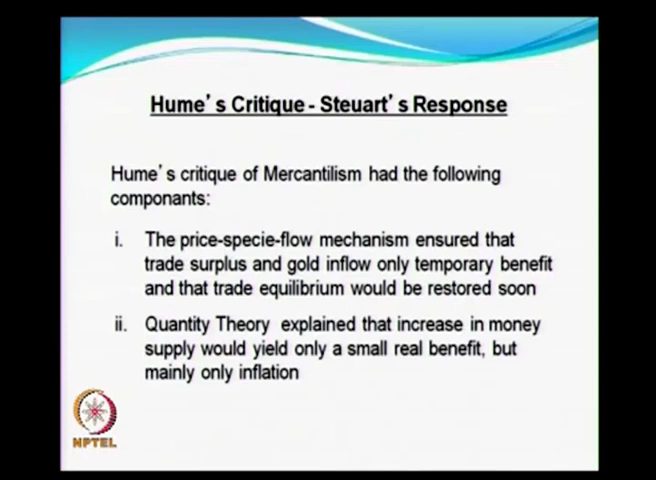 Hume's Critique - Steuart's Response
Hume's critique of Mercantilism had the following
componants:
i. The price-specie-flow mechanism ensured that
trade surplus and gold inflow only temporary benefit
and that trade equilibrium would be restored soon
ii. Quantity Theory explained that increase in money
supply would yield only a small real benefit, but
mainly only inflation
NPTEL